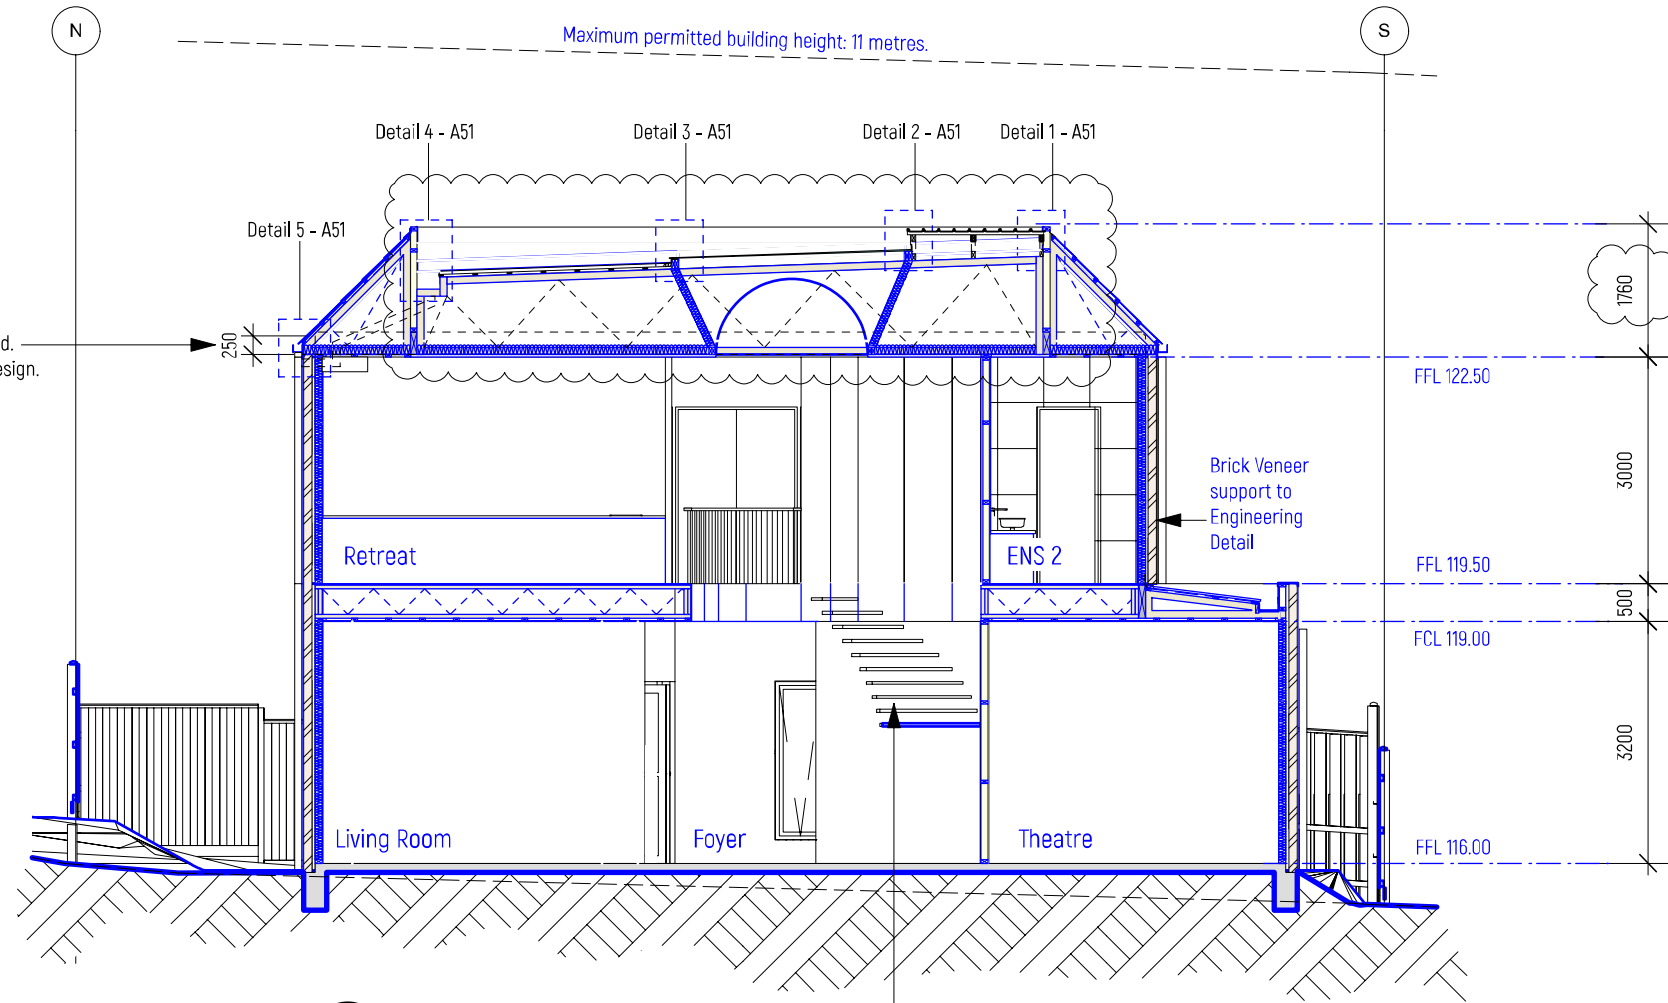 N
S
Maximum permitted building height: 11 metres.
Detail 4 - A51
Detail 3 - A51
Detail 2 - A51
Detail 1 - A51
Detail 5 - A51
1760
250
d.
esign.
FFL 122.50
3000
Brick Veneer
support to
Engineering
Detail
Retreat
ENS 2
FFL 119.50
500
FCL 119.00
3200
Living Room
Foyer
Theatre
FFL 116.00